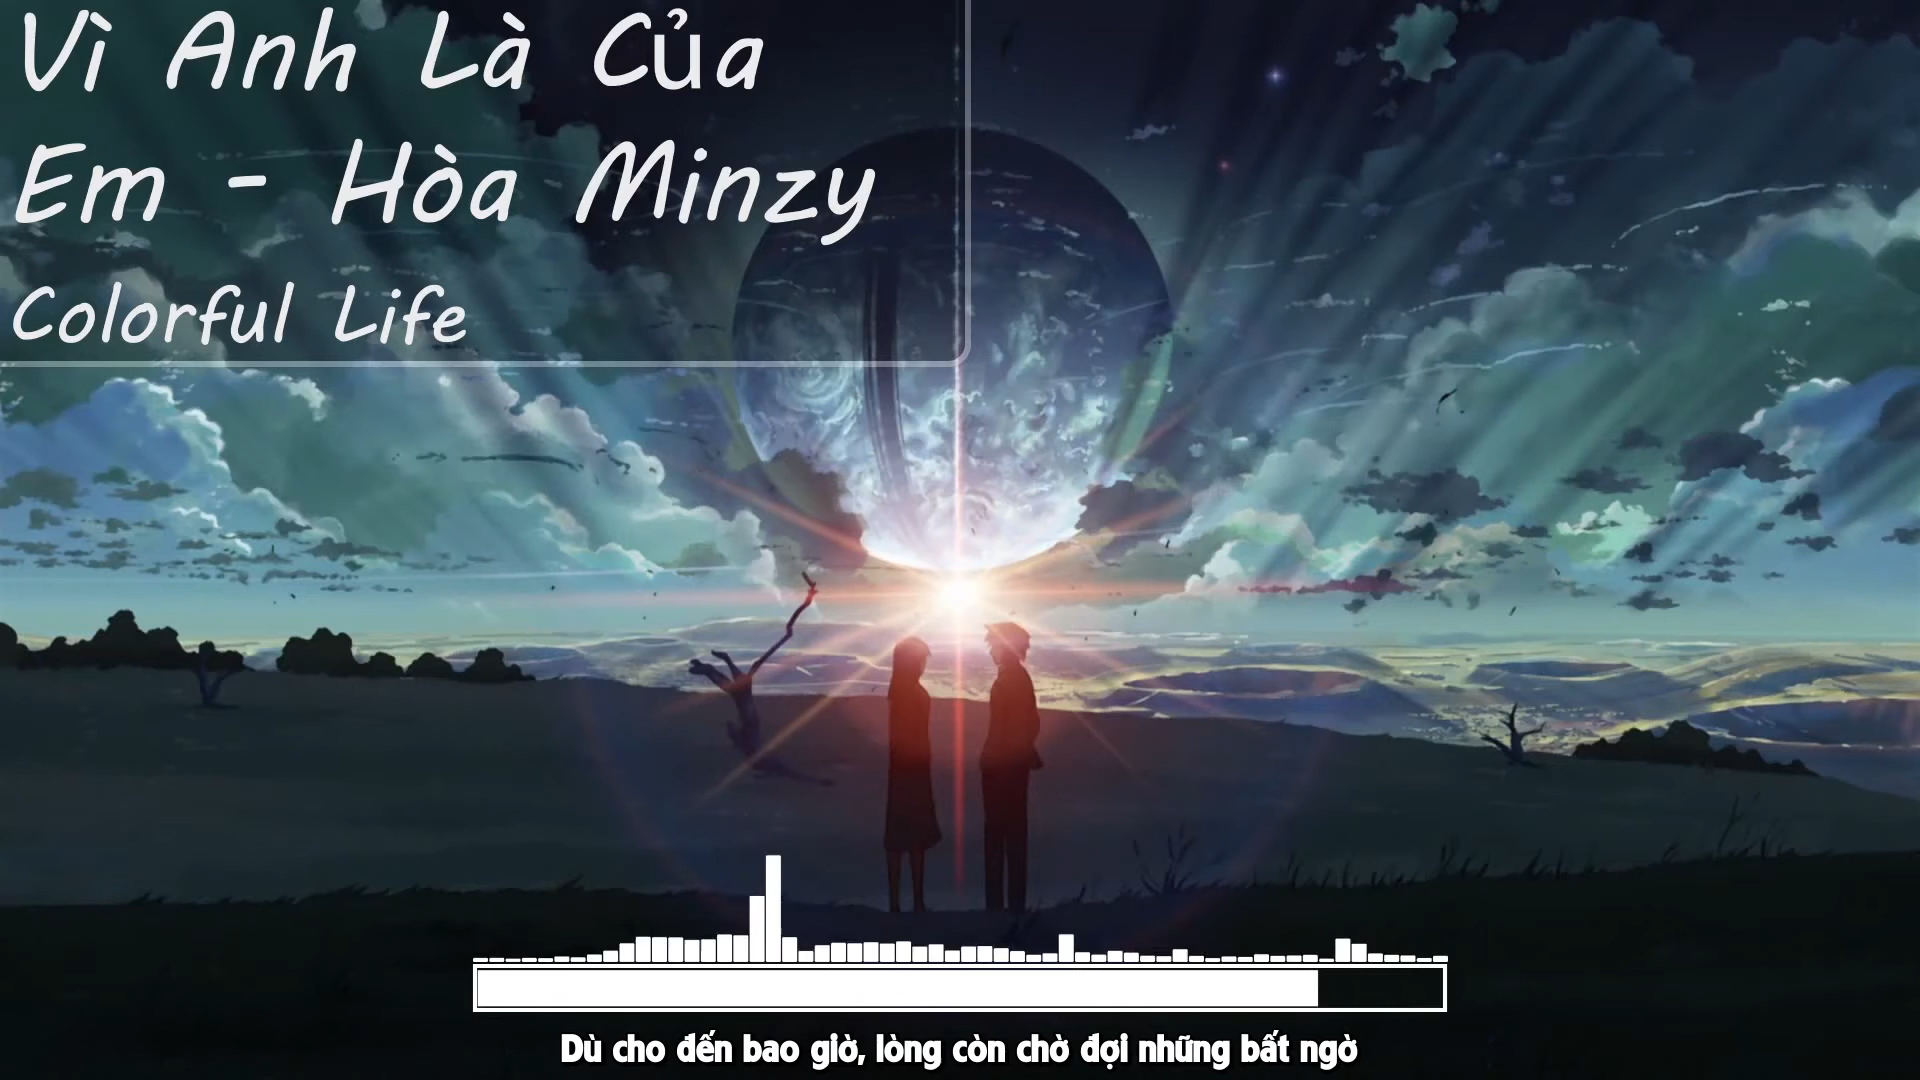 Vì Anh Là Của
Em - Hòa Minzy
Colorful Life
Dù cho đến bao giờ, lòng còn chờ đợi những bất ngờ